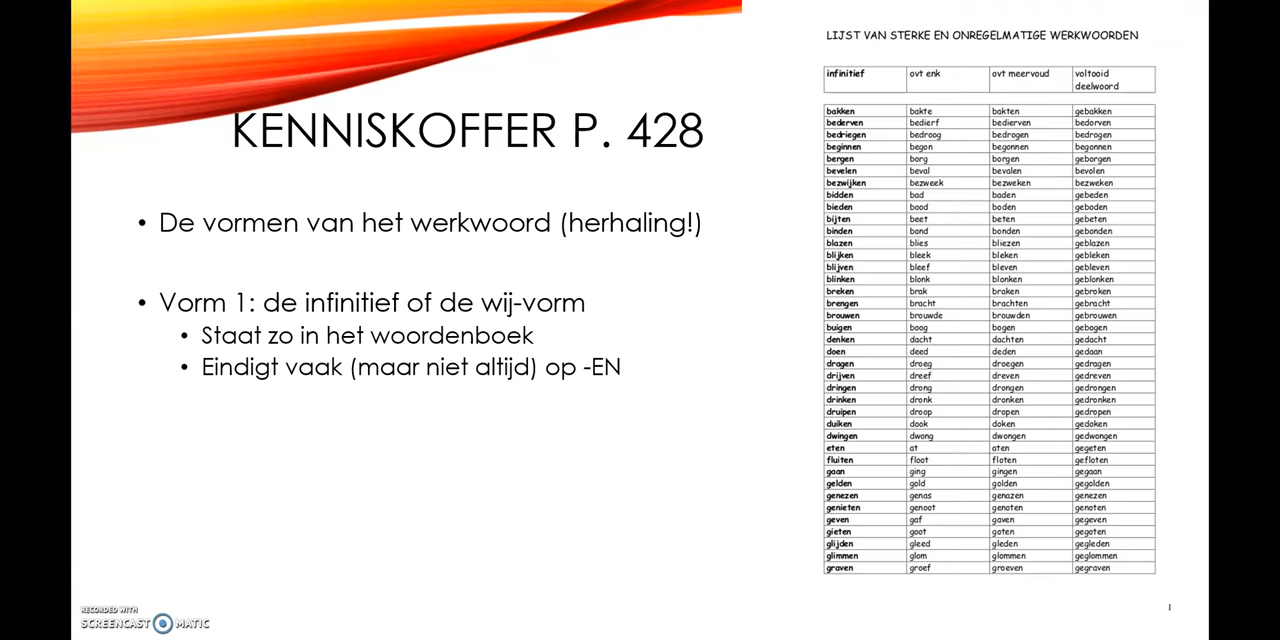 KENNISKOFFER P. 428
• De vormen van het werkwoord (herhaling!)
• Vorm 1: de infinitief of de wij-vorm
• Staat zo in het woordenboek
• Eindigt vaak (maar niet altijd) op -EN
LIJST VAN STERKE EN ONREGELMATIGE WERKWOORDEN
infinitief ovt enk ovt meervoud voltooid
deelwoord
bakken bakte bakten gebakken
bederven bedierf bedierven bedorven
bedriegen bedroog bedrogen bedrogen
beginnen begon begonnen begonnen
bergen borg borgen geborgen
bevelen beval bevalen bevolen
bezwijken bezweek bezweken bezweken
bidden bad baden gebeden
bieden bood boden geboden
bijten beet beten gebeten
binden bond bonden gebonden
blazen blies bliezen geblazen
blijken bleek bleken gebleken
blijven bleef bleven gebleven
blinken blonk blonken geblonken
breken brak braken gebroken
brengen bracht brachten gebracht
brouwen brouwde brouwden gebrouwen
buigen boog bogen gebogen
denken dacht dachten gedacht
doen deed deden gedaan
dragen droeg droegen gedragen
drijven dreef dreven gedreven
dringen drong drongen gedrongen
drinken dronk dronken gedronken
druipen droop dropen gedropen
duiken dook doken gedoken
dwingen dwong dwongen gedwongen
eten at aten gegeten
fluiten floot floten gefloten
gaan ging gingen gegaan
gelden gold golden gegolden
genezen genas genazen genezen
genieten genoot genoten genoten
geven gaf gaven gegeven
gieten goot goten gegoten
glijden gleed gleden gegleden
glimmen glom glommen geglommen
graven groef groeven gegraven
1
RECORDED WITH
SCREENCAST MATIC